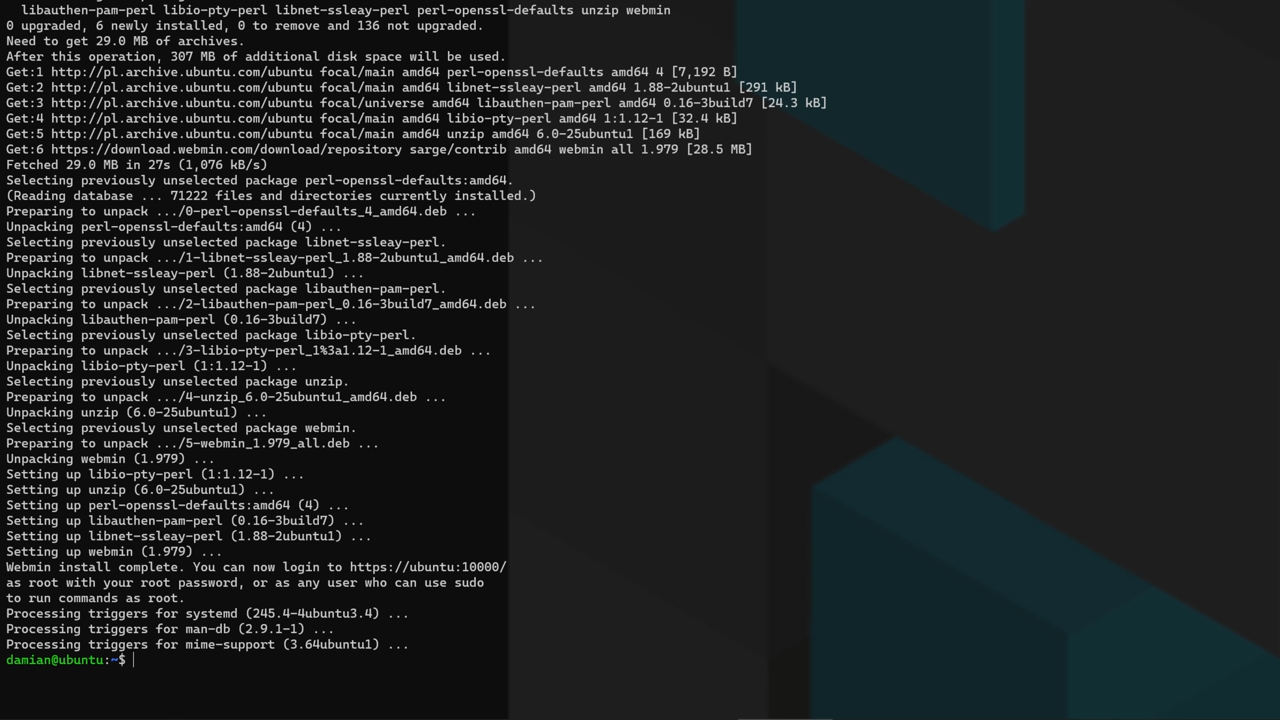 libauthen-pam-perl libio-pty-perl libnet-ssleay-perl perl-openssl-defaults unzip webmin
0 upgraded, 6 newly installed, 0 to remove and 136 not upgraded.
Need to get 29.0 MB of archives.
After this operation, 307 MB of additional disk space will be used.
Get:1 http://pl.archive.ubuntu.com/ubuntu focal/main amd64 perl-openssl-defaults amd64 4 [7,192 B]
Get:2 http://pl.archive.ubuntu.com/ubuntu focal/main amd64 libnet-ssleay-perl amd64 1.88-2ubuntu1 [291 kB]
Get:3 http://pl.archive.ubuntu.com/ubuntu focal/universe amd64 libauthen-pam-perl amd64 0.16-3build7 [24.3 kB]
Get:4 http://pl.archive.ubuntu.com/ubuntu focal/main amd64 libio-pty-perl amd64 1:1.12-1 [32.4 kB]
Get:5 http://pl.archive.ubuntu.com/ubuntu focal/main amd64 unzip amd64 6.0-25ubuntu1 [169 kB]
Get:6 https://download.webmin.com/download/repository sarge/contrib amd64 webmin all 1.979 [28.5 MB]
Fetched 29.0 MB in 27s (1,076 kB/s)
Selecting previously unselected package perl-openssl-defaults:amd64.
(Reading database ... 71222 files and directories currently installed.)
Preparing to unpack .../0-perl-openssl-defaults_4_amd64.deb ...
Unpacking perl-openssl-defaults:amd64 (4) ...
Selecting previously unselected package libnet-ssleay-perl.
Preparing to unpack .../1-libnet-ssleay-perl_1.88-2ubuntu1_amd64.deb ...
Unpacking libnet-ssleay-perl (1.88-2ubuntu1) ...
Selecting previously unselected package libauthen-pam-perl.
Preparing to unpack .../2-libauthen-pam-perl_0.16-3build7_amd64.deb ...
Unpacking libauthen-pam-perl (0.16-3build7) ...
Selecting previously unselected package libio-pty-perl.
Preparing to unpack .../3-libio-pty-perl_1%3a1.12-1_amd64.deb ...
Unpacking libio-pty-perl (1:1.12-1) ...
Selecting previously unselected package unzip.
Preparing to unpack .../4-unzip_6.0-25ubuntu1_amd64.deb ...
Unpacking unzip (6.0-25ubuntu1) ...
Selecting previously unselected package webmin.
Preparing to unpack .../5-webmin_1.979_all.deb ...
Unpacking webmin (1.979) ...
Setting up libio-pty-perl (1:1.12-1) ...
Setting up unzip (6.0-25ubuntu1) ...
Setting up perl-openssl-defaults:amd64 (4) ...
Setting up libauthen-pam-perl (0.16-3build7) ...
Setting up libnet-ssleay-perl (1.88-2ubuntu1) ...
Setting up webmin (1.979) ...
Webmin install complete. You can now login to https://ubuntu:10000/
as root with your root password, or as any user who can use sudo
to run commands as root.
Processing triggers for systemd (245.4-4ubuntu3.4) ...
Processing triggers for man-db (2.9.1-1) ...
Processing triggers for mime-support (3.64ubuntu1) ...
damian@ubuntu:~$